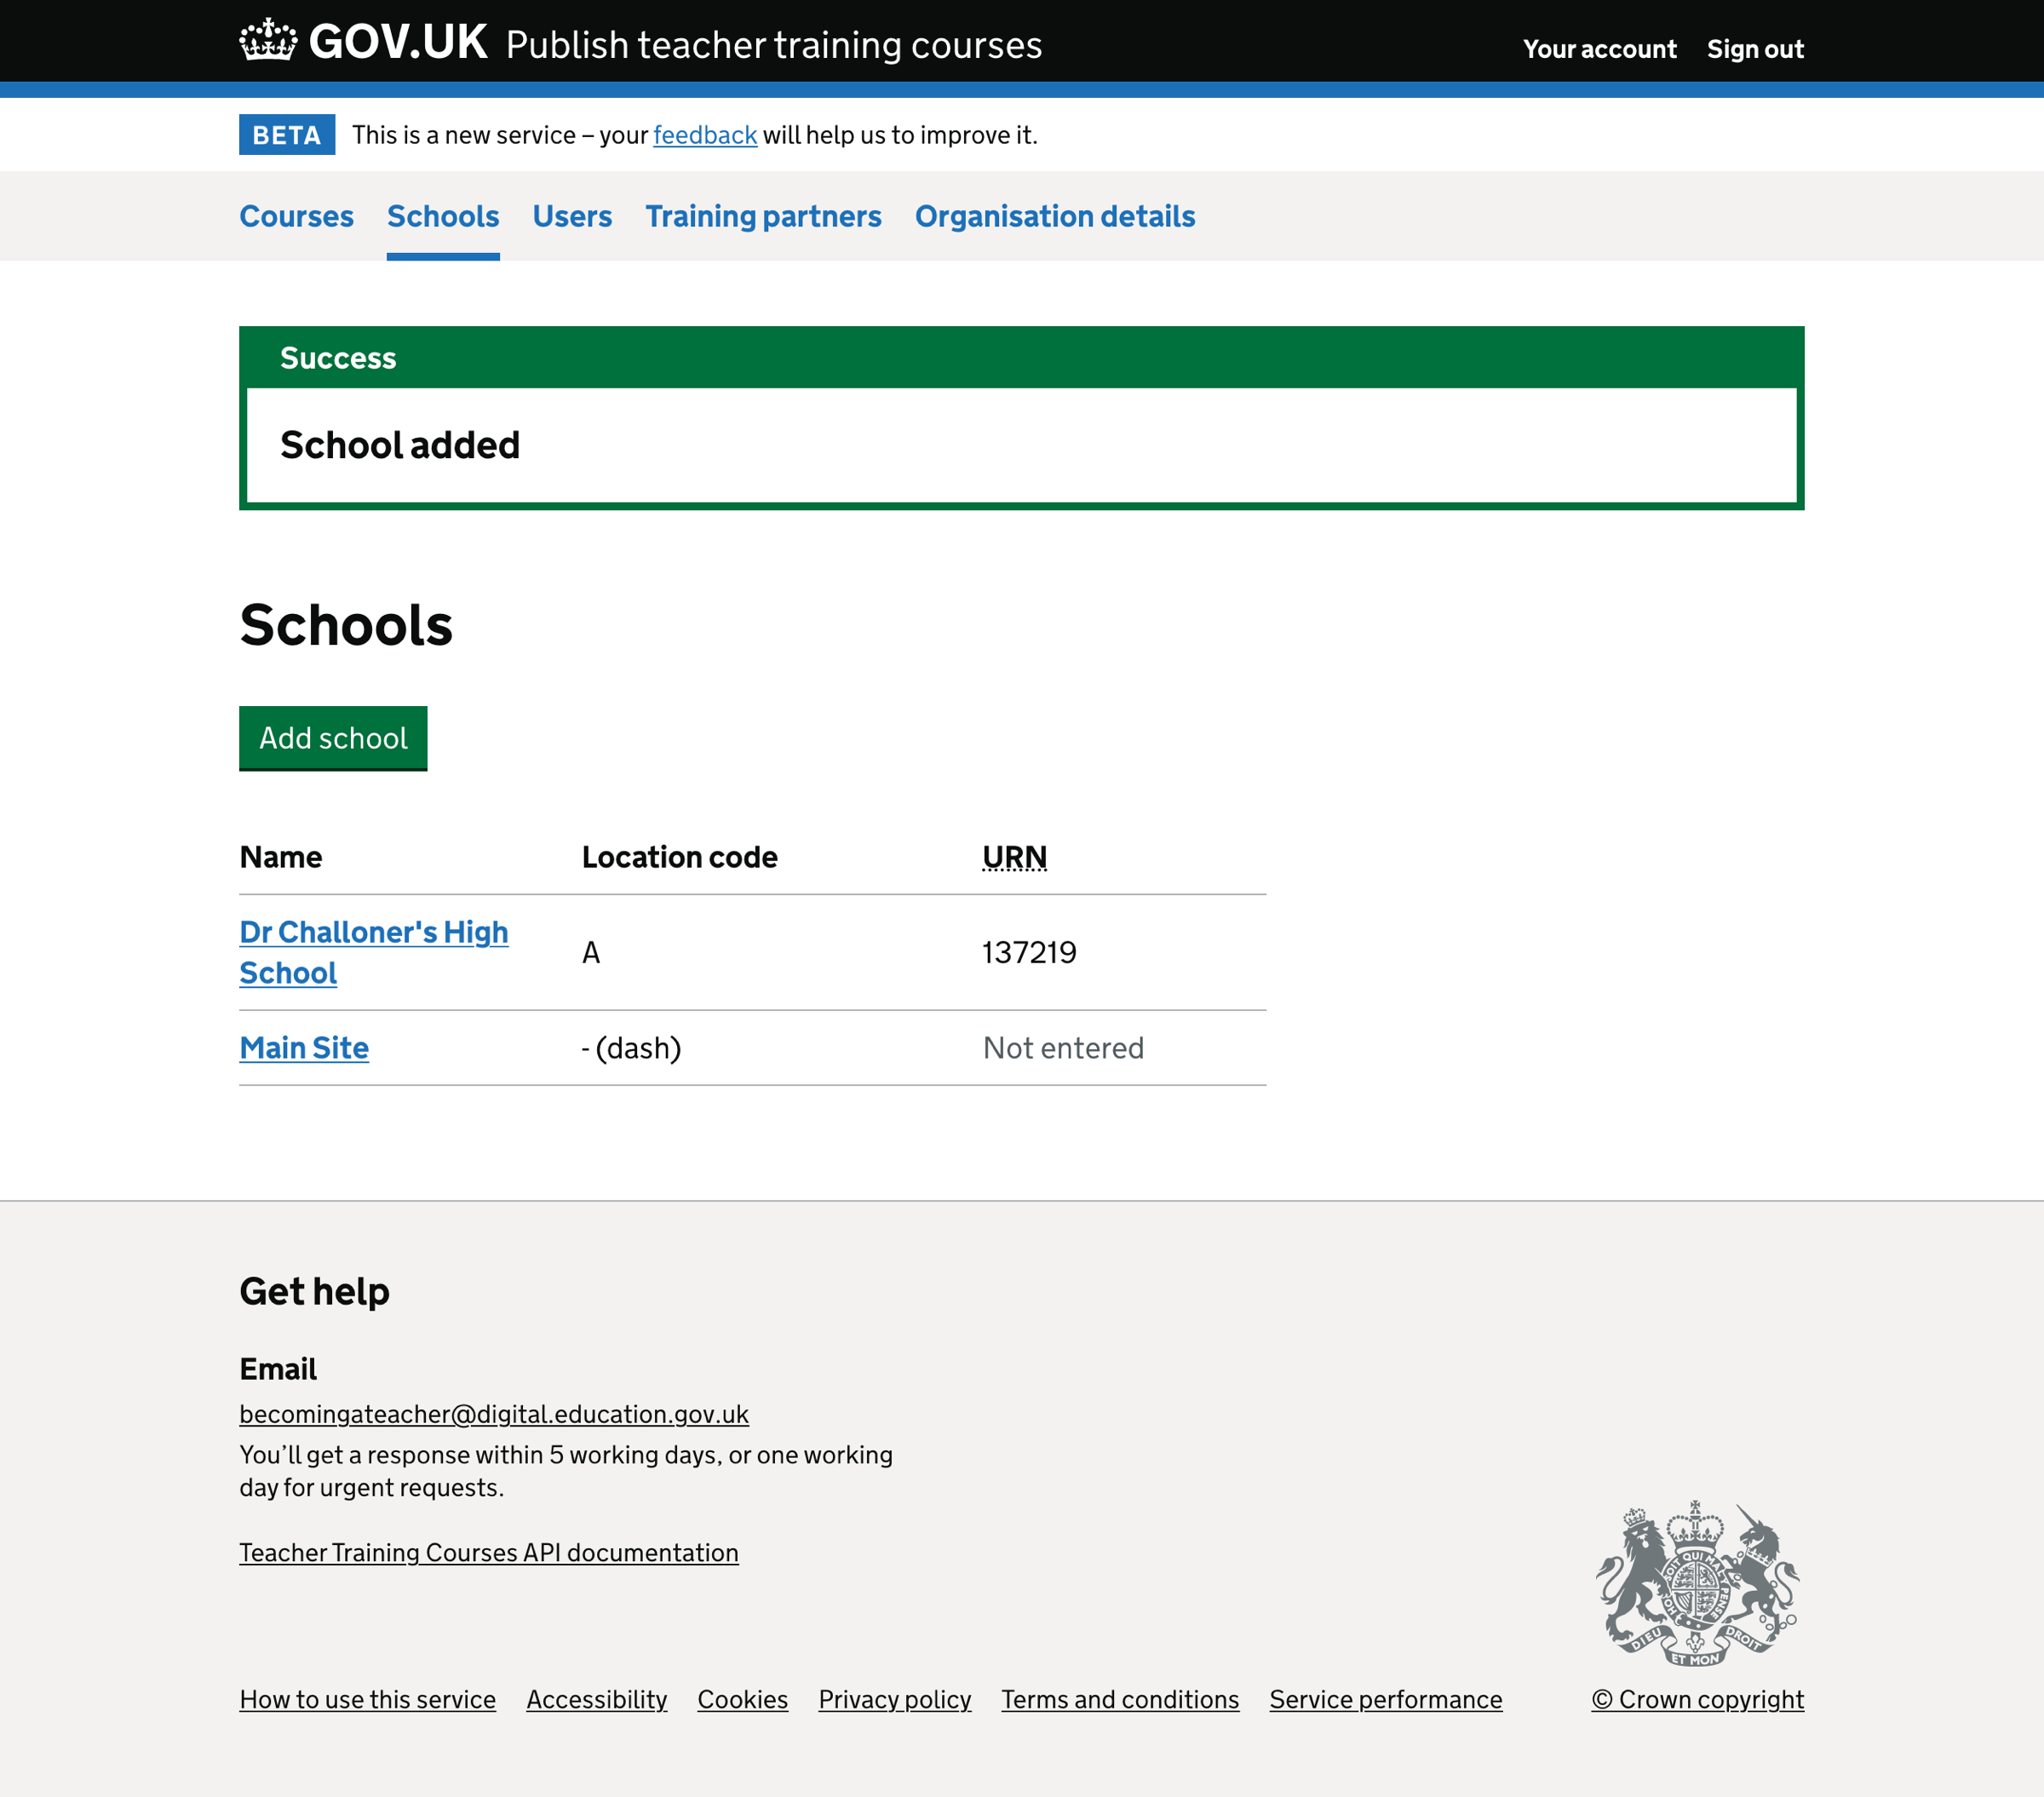 GOV.UK Publish teacher training courses
Your account Sign out
BETA This is a new service – your feedback will help us to improve it.
Courses Schools Users Training partners Organisation details
Success
School added
Schools
Add school
Name Location code URN
Dr Challoner's High
School A 137219
Main Site - (dash) Not entered
Get help
Email
becomingateacher@digital.education.gov.uk
You’ll get a response within 5 working days, or one working
day for urgent requests.
Teacher Training Courses API documentation
HONI SOIT QUI MAL Y PENSE
DIEU ET MON DROIT
How to use this service Accessibility Cookies Privacy policy Terms and conditions Service performance © Crown copyright